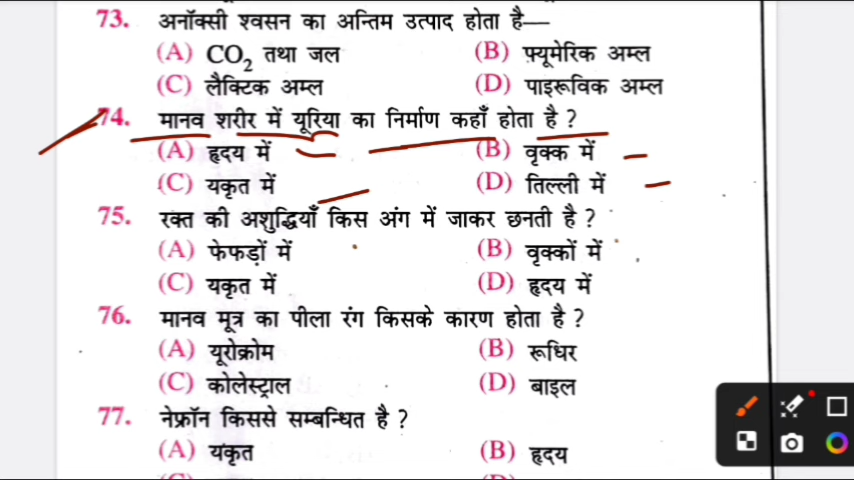 73. अनॉक्सी श्वसन का अन्तिम उत्पाद होता है—
(A) CO2 तथा जल (B) फ़्यूमेरिक अम्ल
(C) लैक्टिक अम्ल (D) पाइरूविक अम्ल
74. मानव शरीर में यूरिया का निर्माण कहाँ होता है ?
(A) हृदय में (B) वृक्क में
(C) यकृत में (D) तिल्ली में
75. रक्त की अशुद्धियाँ किस अंग में जाकर छनती है ?
(A) फेफड़ों में (B) वृक्कों में
(C) यकृत में (D) हृदय में
76. मानव मूत्र का पीला रंग किसके कारण होता है ?
(A) यूरोक्रोम (B) रूधिर
(C) कोलेस्ट्राल (D) बाइल
77. नेफ्रॉन किससे सम्बन्धित है ?
(A) यकृत (B) हृदय